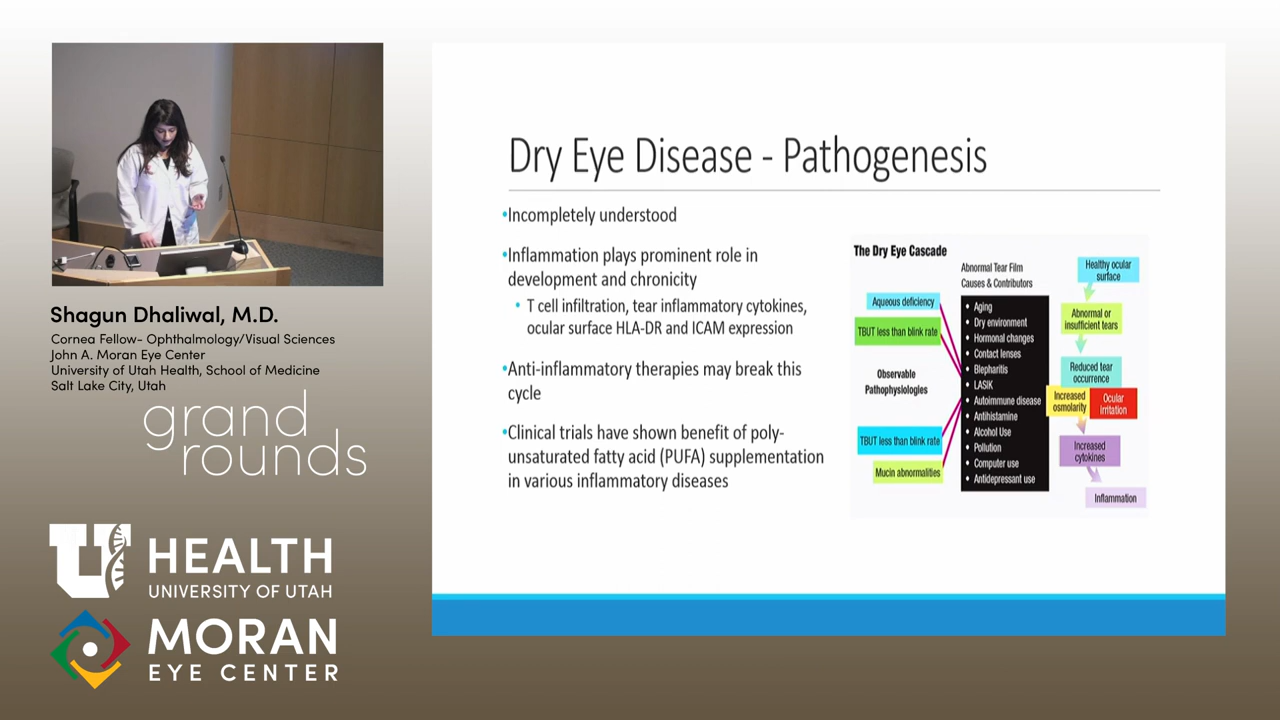 Shagun Dhaliwal, M.D.
Cornea Fellow- Ophthalmology/Visual Sciences
John A. Moran Eye Center
University of Utah Health, School of Medicine
Salt Lake City, Utah
grand
rounds
U HEALTH
UNIVERSITY OF UTAH
MORAN
EYE CENTER
Dry Eye Disease - Pathogenesis
•Incompletely understood
•Inflammation plays prominent role in
development and chronicity
• T cell infiltration, tear inflammatory cytokines,
ocular surface HLA-DR and ICAM expression
•Anti-inflammatory therapies may break this
cycle
•Clinical trials have shown benefit of poly-
unsaturated fatty acid (PUFA) supplementation
in various inflammatory diseases
The Dry Eye Cascade
Aqueous deficiency
TBUT less than blink rate
Observable
Pathophysiologies
TBUT less than blink rate
Mucin abnormalities
Abnormal Tear Film
Causes & Contributors
• Aging
• Dry environment
• Hormonal changes
• Contact lenses
• Blepharitis
• LASIK
• Autoimmune disease
• Antihistamine
• Alcohol Use
• Pollution
• Computer use
• Antidepressant use
Healthy ocular
surface
Abnormal or
insufficient tears
Reduced tear
occurrence
Increased
osmolarity
Ocular
Irritation
Increased
cytokines
Inflammation